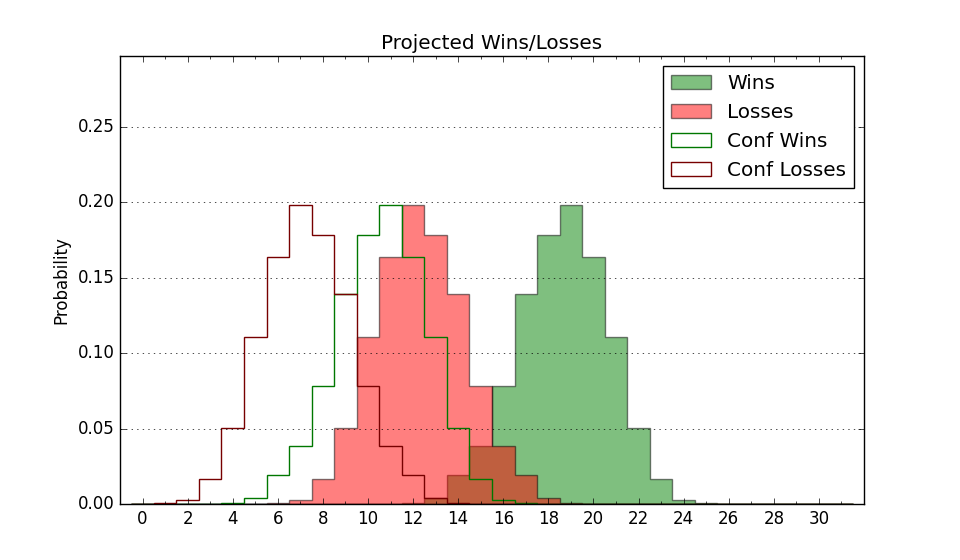 Projected Wins/Losses
Wins
Losses
Conf Wins
Conf Losses
Probability
0.25
0.20
0.15
0.10
0.05
0.00
0 2 4 6 8 10 12 14 16 18 20 22 24 26 28 30